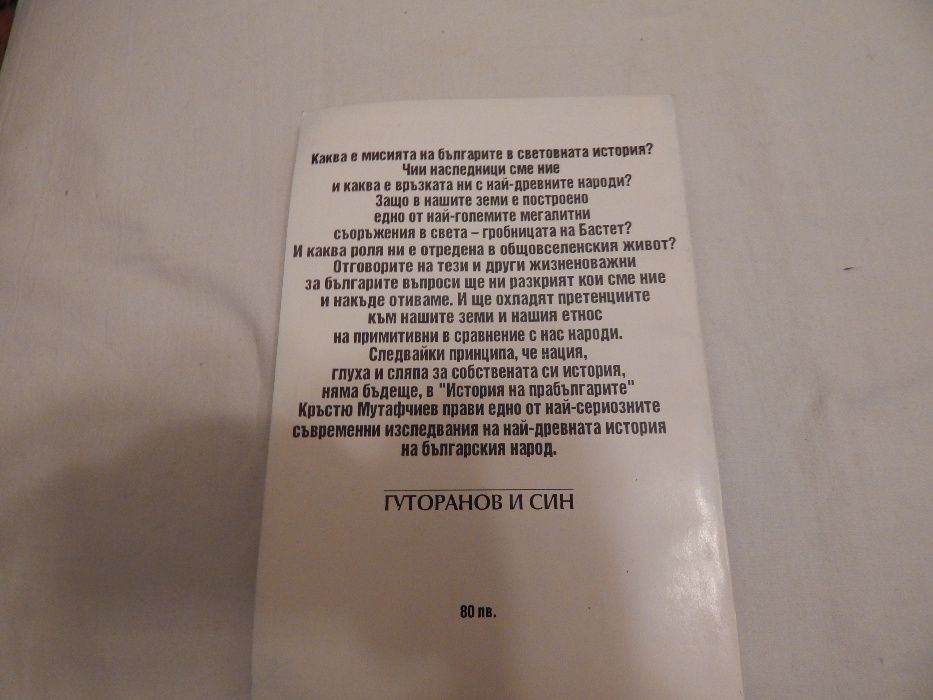 Каква е мисията на българите в световната история?
Чии наследници сме ние
и каква е връзката ни с най-древните народи?
Защо в нашите земи е построено
едно от най-големите мегалитни
съоръжения в света – гробницата на Бастет?
И каква роля ни е отредена в общовселенския живот?
Отговорите на тези и други жизненоважни
за българите въпроси ще ни разкрият кои сме ние
и накъде отиваме. И ще охладят претенциите
към нашите земи и нашия етнос
на примитивни в сравнение с нас народи.
Следвайки принципа, че нация,
глуха и сляпа за собствената си история,
няма бъдеще, в "История на прабългарите"
Кръстю Мутафчиев прави едно от най-сериозните
съвременни изследвания на най-древната история
на българския народ.
ГУТОРАНОВ И СИН
80 лв.